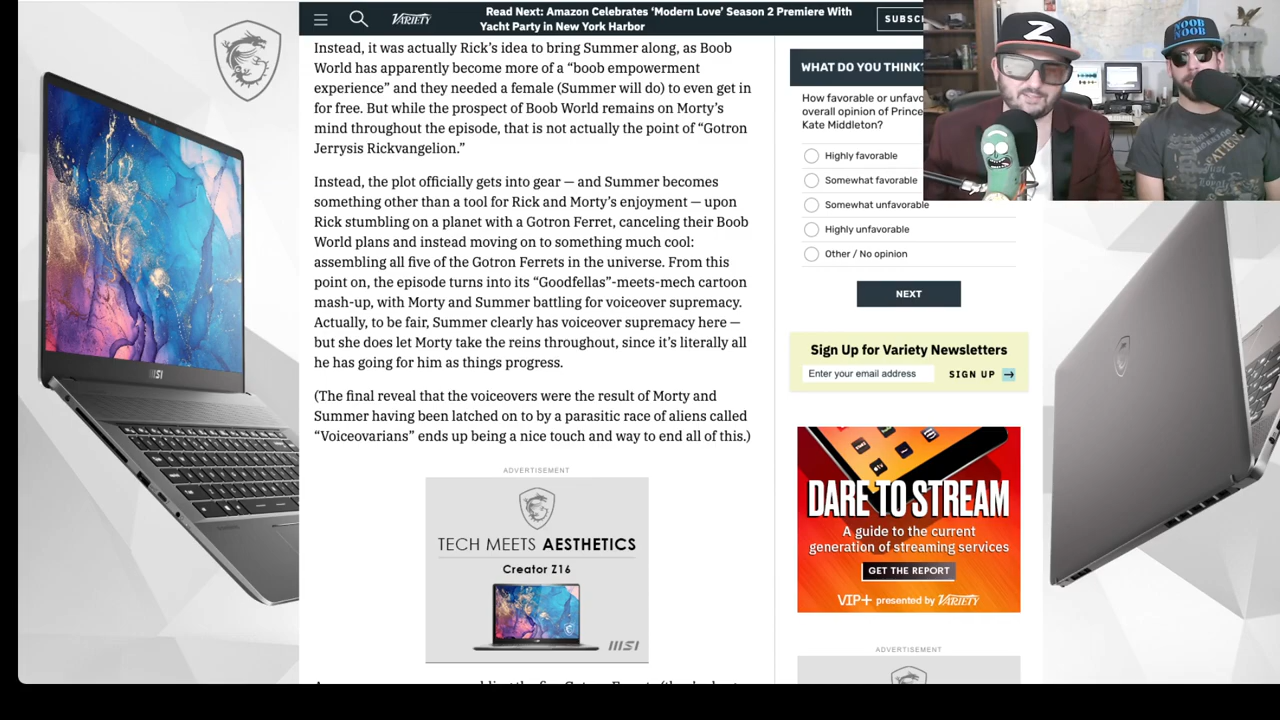 Read Next: Amazon Celebrates ‘Modern Love’ Season 2 Premiere With
Yacht Party in New York Harbor
VARIETY
SUBSC
Instead, it was actually Rick’s idea to bring Summer along, as Boob
World has apparently become more of a “boob empowerment
experience” and they needed a female (Summer will do) to even get in
for free. But while the prospect of Boob World remains on Morty’s
mind throughout the episode, that is not actually the point of “Gotron
Jerrysis Rickvangelion.”
Instead, the plot officially gets into gear — and Summer becomes
something other than a tool for Rick and Morty’s enjoyment — upon
Rick stumbling on a planet with a Gotron Ferret, canceling their Boob
World plans and instead moving on to something much cool:
assembling all five of the Gotron Ferrets in the universe. From this
point on, the episode turns into its “Goodfellas”-meets-mech cartoon
mash-up, with Morty and Summer battling for voiceover supremacy.
Actually, to be fair, Summer clearly has voiceover supremacy here —
but she does let Morty take the reins throughout, since it’s literally all
he has going for him as things progress.
(The final reveal that the voiceovers were the result of Morty and
Summer having been latched on to by a parasitic race of aliens called
“Voiceovarians” ends up being a nice touch and way to end all of this.)
ADVERTISEMENT
TECH MEETS AESTHETICS
Creator Z16
msi
msi
WHAT DO YOU THINK?
How favorable or unfavo
overall opinion of Prince
Kate Middleton?
Highly favorable
Somewhat favorable
Somewhat unfavorable
Highly unfavorable
Other / No opinion
NEXT
Sign Up for Variety Newsletters
Enter your email address
SIGN UP
DARE TO STREAM
A guide to the current
generation of streaming services
GET THE REPORT
VIP+ presented by VARIETY
ADVERTISEMENT
Z
NOOB
NOOB